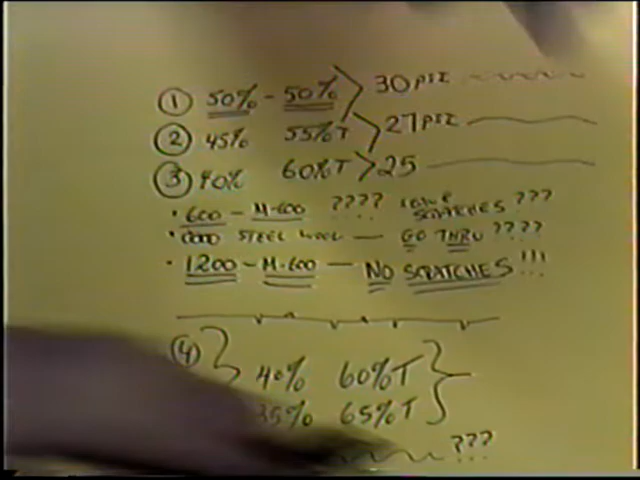 ① 50% - 50% > 30 PSI
② 45% 55%T > 27 PSI
③ 40% 60%T > 25
· 600 - M-600 ???? SCRATCHES ???
· 0000 STEEL WOOL — GO THRU ????
· 1200 - M-600 — NO SCRATCHES!!!
④ { 40% 60%T }
35% 65%T
???